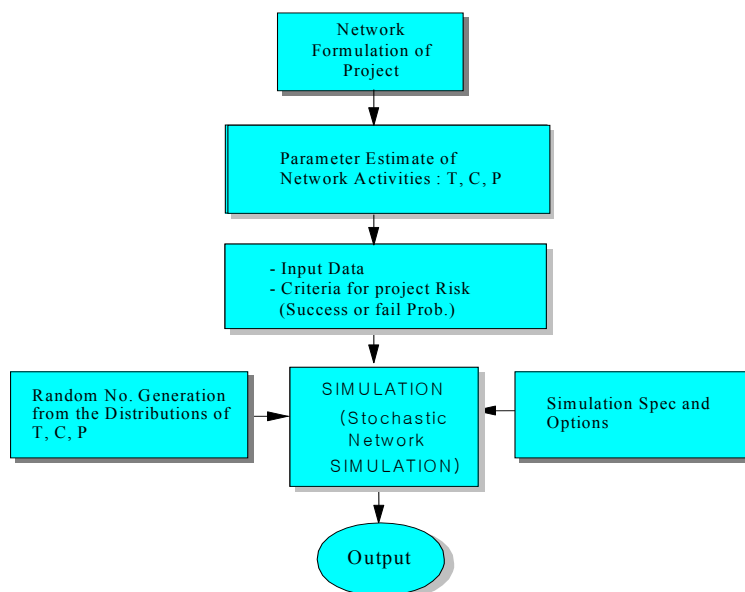 Network
Formulation of
Project
Parameter Estimate of
Network Activities : T, C, P
- Input Data
- Criteria for project Risk
(Success or fail Prob.)
Random No. Generation
from the Distributions of
T, C, P
SIMULATION
(Stochastic
Network
SIMULATION)
Simulation Spec and
Options
Output